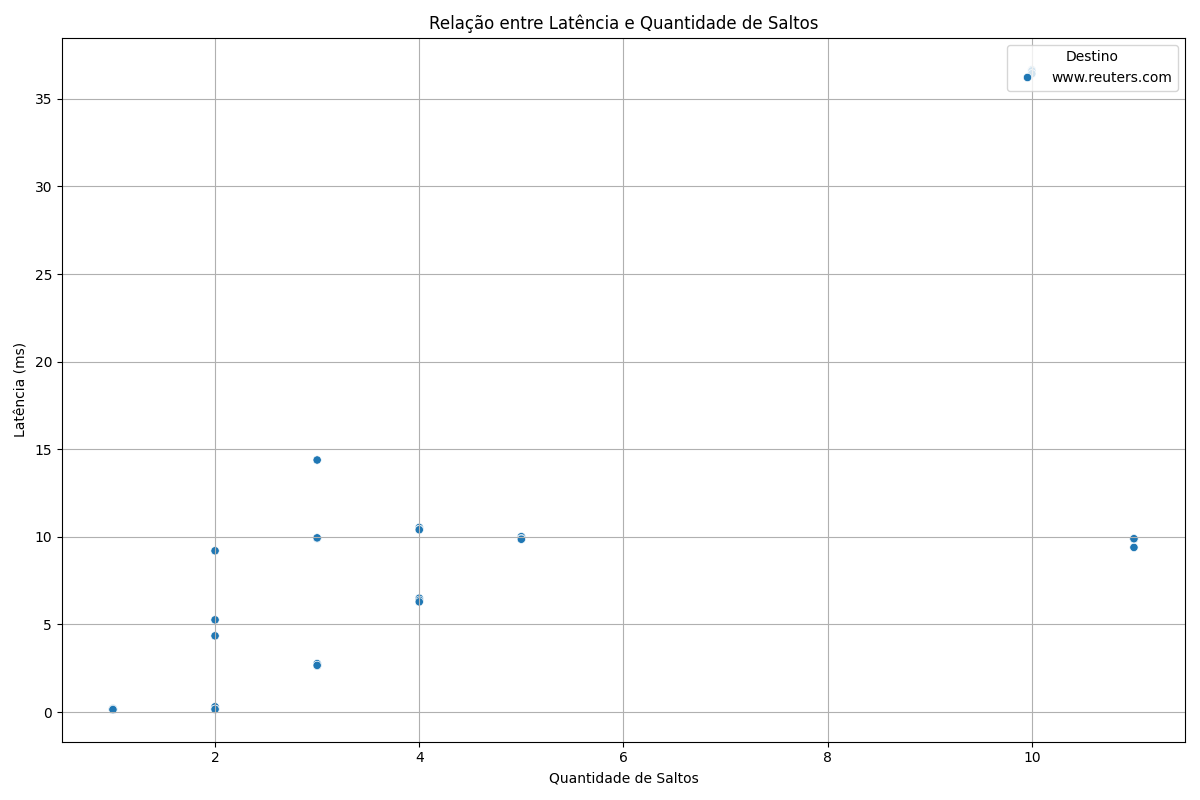 Relação entre Latência e Quantidade de Saltos
Destino
www.reuters.com
Latência (ms)
35
30
25
20
15
10
5
0
2
4
6
8
10
Quantidade de Saltos